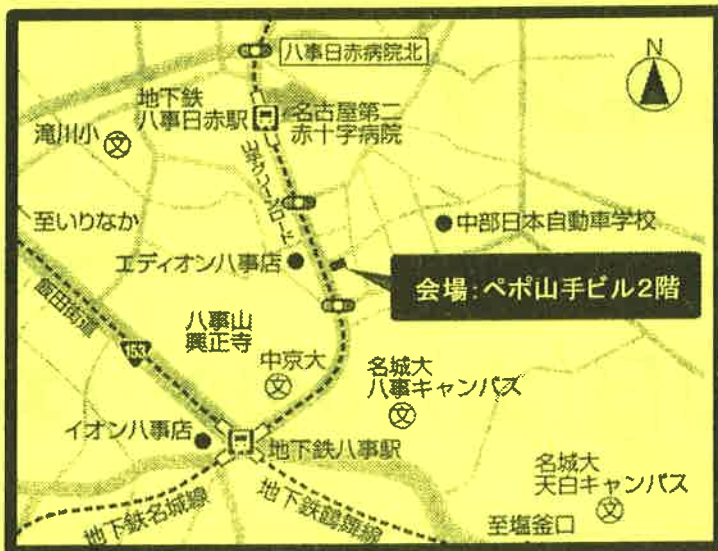 八事日赤病院北
N
地下鉄
八事日赤駅
名古屋第二
赤十字病院
滝川小
文
山手グリーンロード
至いりなか
中部日本自動車学校
エディオン八事店
会場：ペポ山手ビル2階
飯田街道
153
八事山
興正寺
中京大
文
名城大
八事キャンパス
文
イオン八事店
地下鉄八事駅
名城大
天白キャンパス
文
地下鉄名城線
地下鉄鶴舞線
至塩釜口